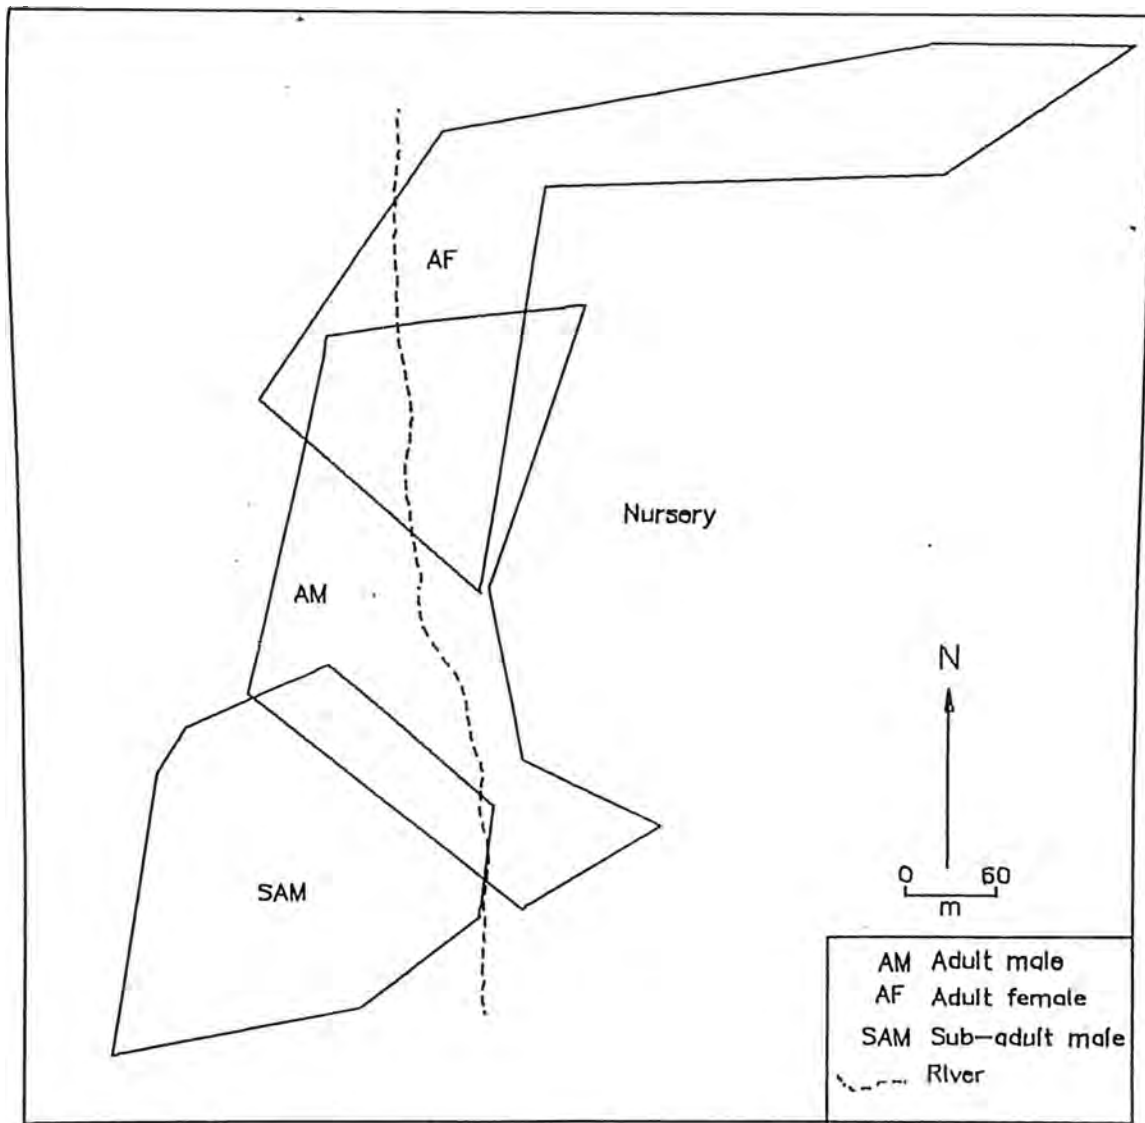 AF
Nursery
AM
N
0 60
m
SAM
AM Adult male
AF Adult female
SAM Sub-adult male
River